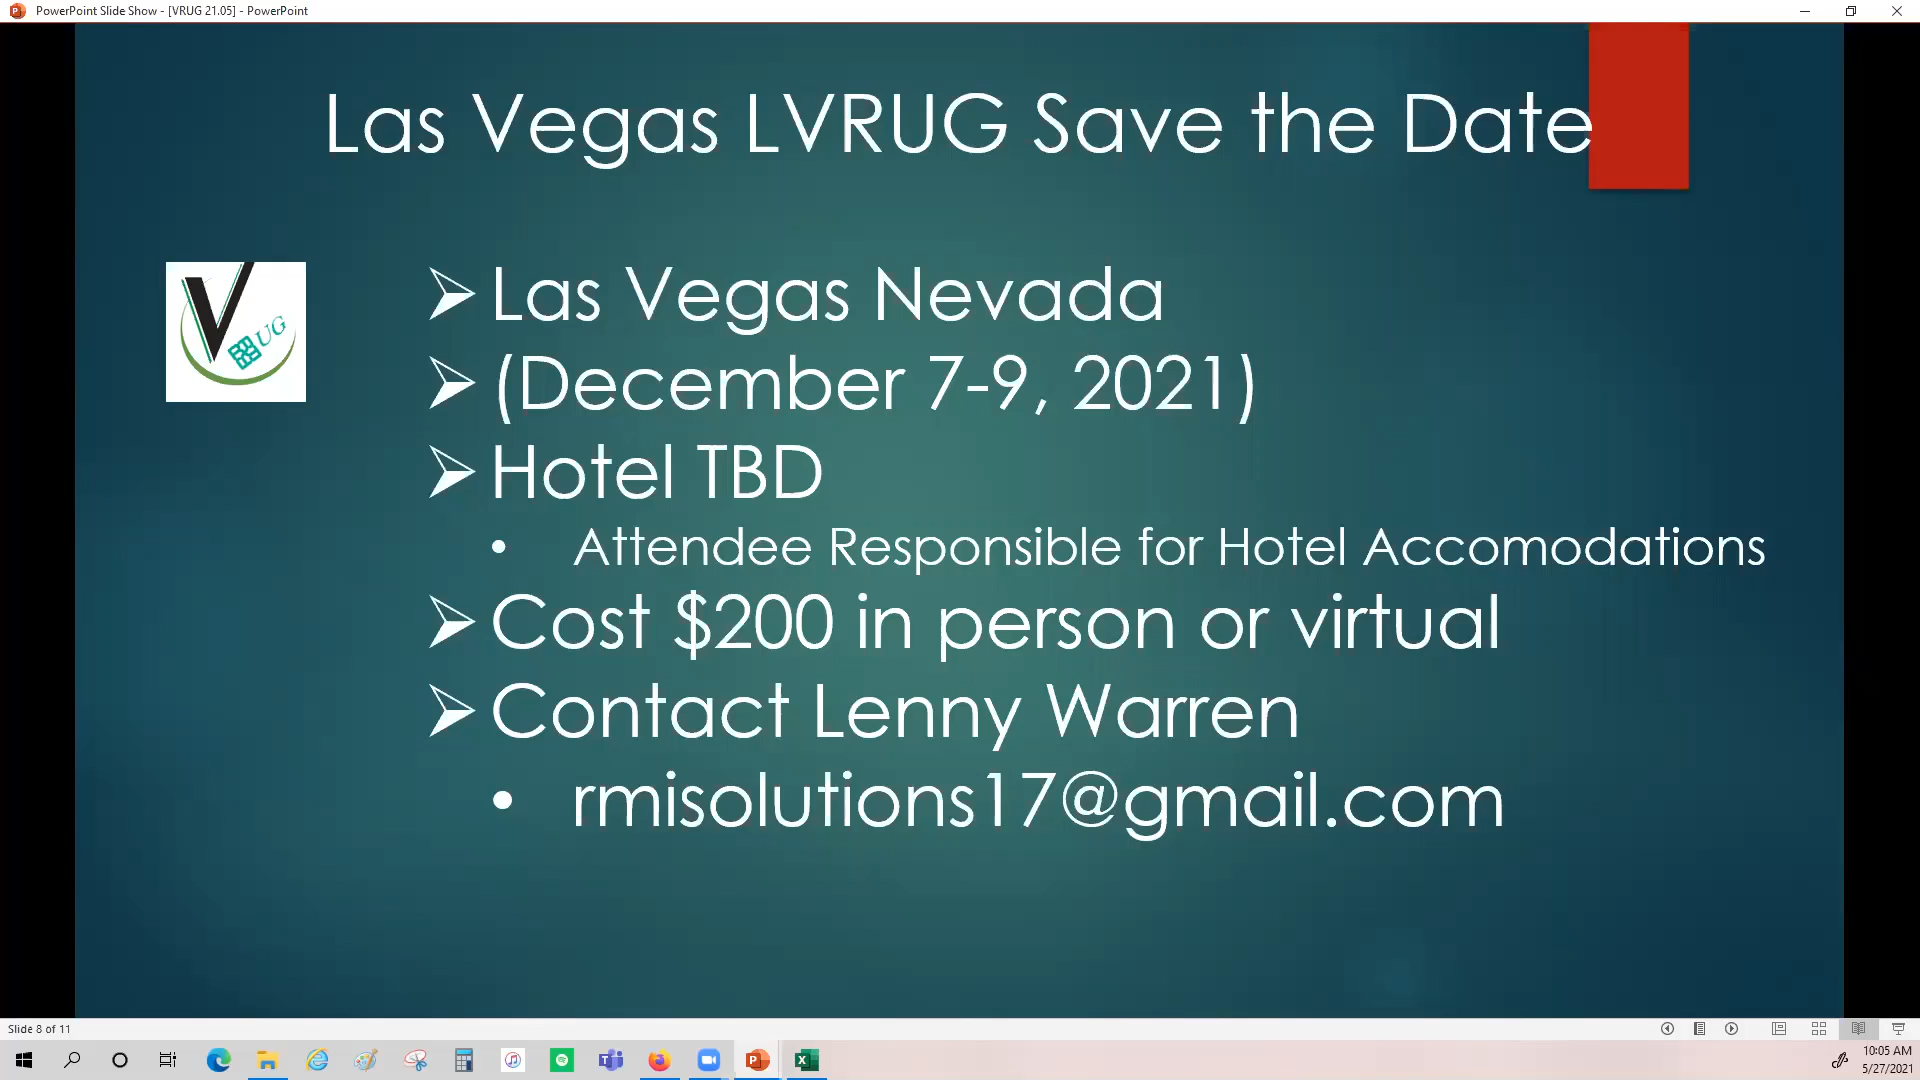 PowerPoint Slide Show - [VRUG 21.05] - PowerPoint
Las Vegas LVRUG Save the Date
V UG
➢ Las Vegas Nevada
➢ (December 7-9, 2021)
➢ Hotel TBD
• Attendee Responsible for Hotel Accomodations
➢ Cost $200 in person or virtual
➢ Contact Lenny Warren
• rmisolutions17@gmail.com
Slide 8 of 11
10:05 AM
5/27/2021